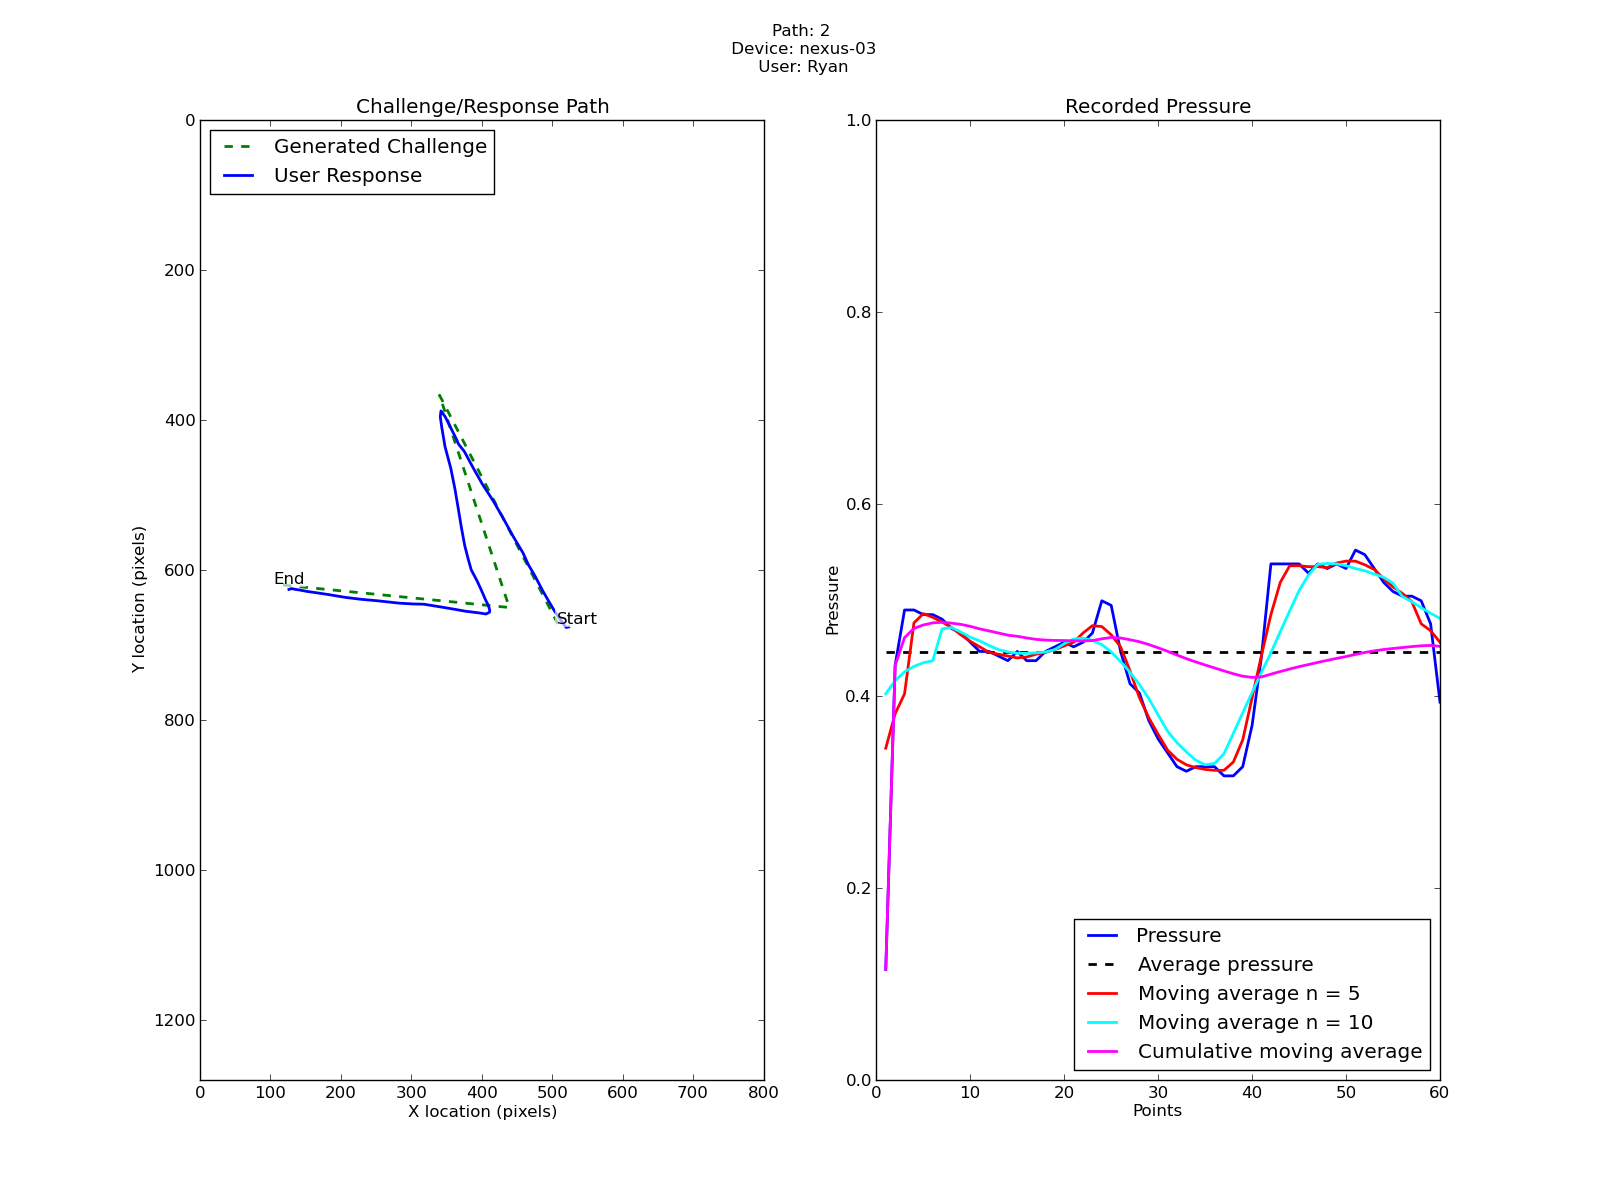 Path: 2
Device: nexus-03
User: Ryan
Challenge/Response Path
Generated Challenge
User Response
0
200
400
600
800
1000
1200
Y location (pixels)
End
Start
0 100 200 300 400 500 600 700 800
X location (pixels)
Recorded Pressure
1.0
0.8
0.6
0.4
0.2
0.0
Pressure
Pressure
Average pressure
Moving average n = 5
Moving average n = 10
Cumulative moving average
0 10 20 30 40 50 60
Points